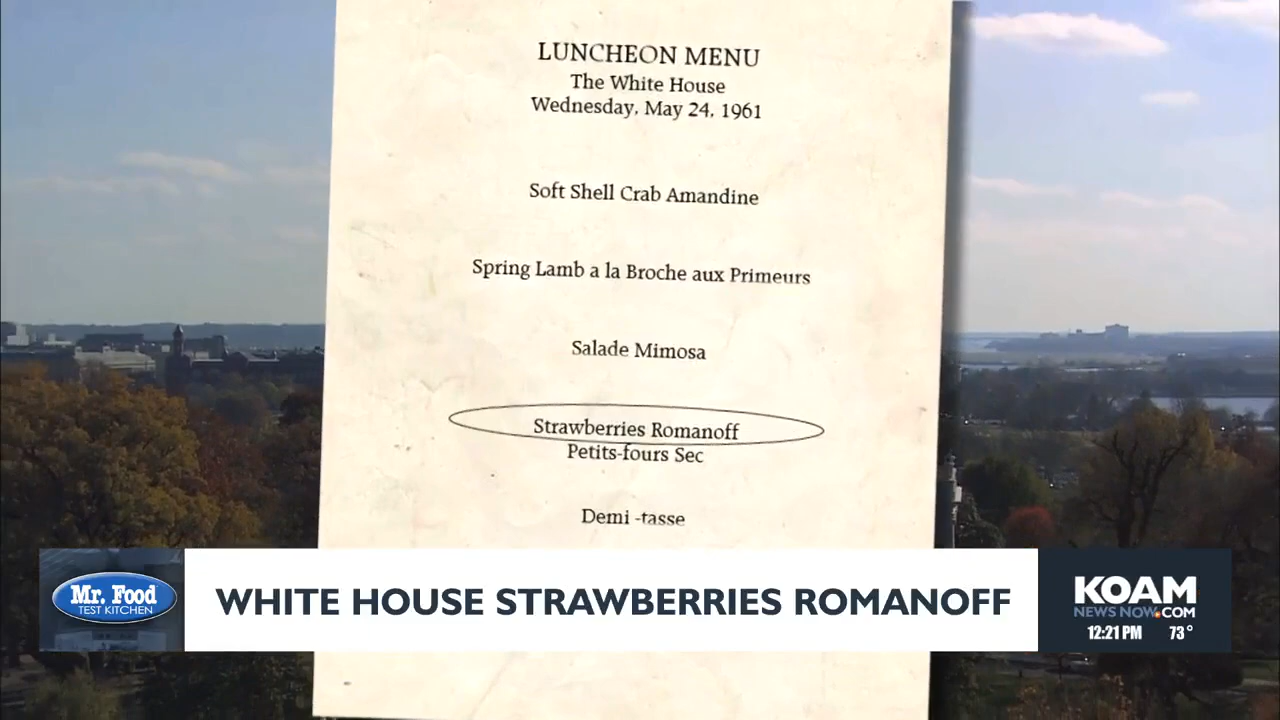 LUNCHEON MENU
The White House
Wednesday, May 24, 1961
Soft Shell Crab Amandine
Spring Lamb a la Broche aux Primeurs
Salade Mimosa
Strawberries Romanoff
Petits-fours Sec
Demi -tasse
Mr. Food
TEST KITCHEN
WHITE HOUSE STRAWBERRIES ROMANOFF
KOAM
NEWS NOW.COM
12:21 PM 73°